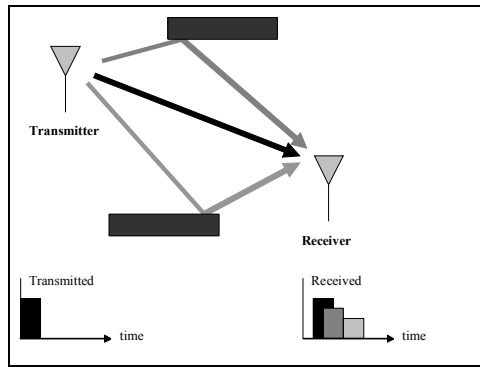 Transmitter
Receiver
Transmitted
time
Received
time